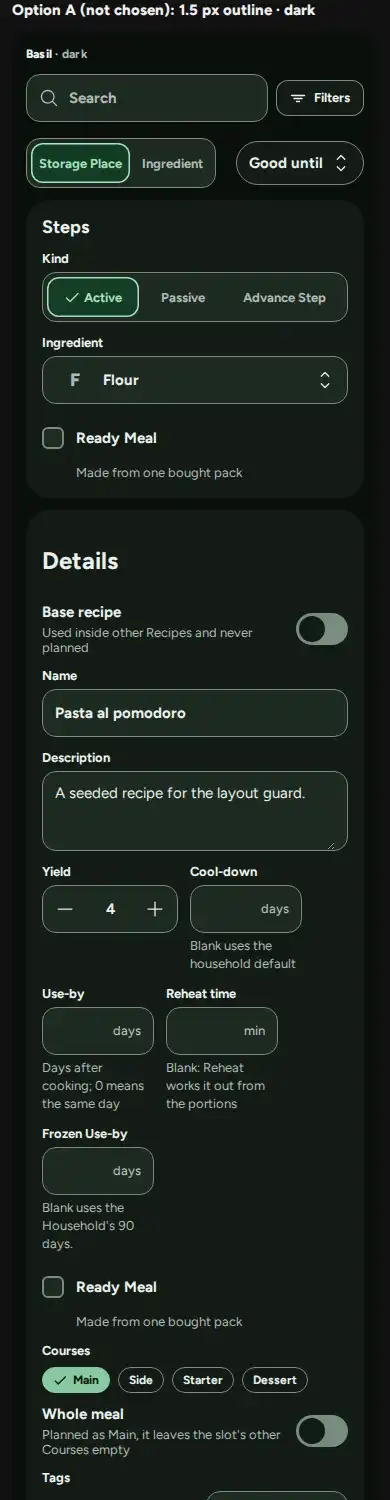 Option A (not chosen): 1.5 px outline · dark
Basil · dark
Search
Filters
Storage Place
Ingredient
Good until
Steps
Kind
Active
Passive
Advance Step
Ingredient
F
Flour
Ready Meal
Made from one bought pack
Details
Base recipe
Used inside other Recipes and never
planned
Name
Pasta al pomodoro
Description
A seeded recipe for the layout guard.
Yield
Cool-down
4
days
Blank uses the
household default
Use-by
Reheat time
days
min
Days after
cooking; 0 means
the same day
Blank: Reheat
works it out from
the portions
Frozen Use-by
days
Blank uses the
Household's 90
days.
Ready Meal
Made from one bought pack
Courses
Main
Side
Starter
Dessert
Whole meal
Planned as Main, it leaves the slot's other
Courses empty
Tags